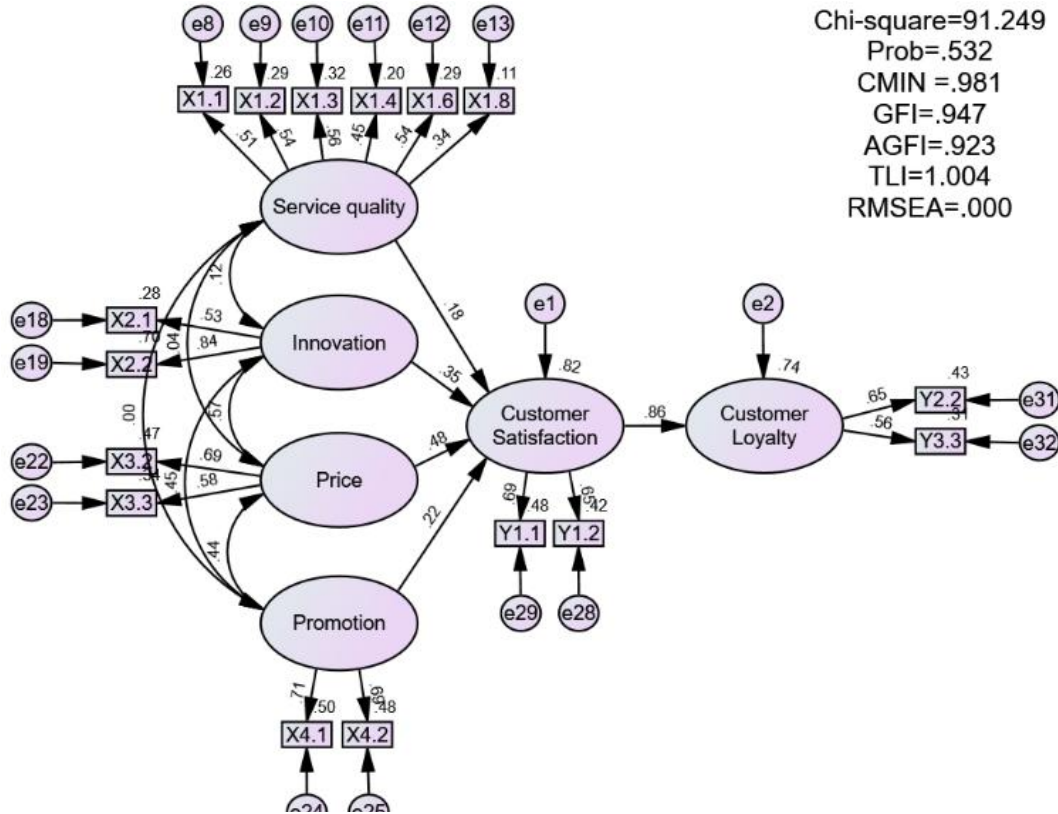 e8 e9 e10 e11 e12 e13
Chi-square=91.249
Prob=.532
CMIN =.981
GFI=.947
AGFI=.923
TLI=1.004
RMSEA=.000
.26 .29 .32 .20 .29 .11
X1.1 X1.2 X1.3 X1.4 X1.6 X1.8
.51 .54 .56 .45 .54 .34
Service quality
.12
.18
.28
e18 X2.1 .53
.70
e19 X2.2 .84
.04
Innovation
.35
e1
e2
.82
.74
Customer
Satisfaction
.86
Customer
Loyalty
.43
.65 Y2.2 e31
.56 Y3.3 e32
.00
.57
.47
e22 X3.2 .69
e23 X3.3 .58
.45
Price
.48
.22
.69 .48 .65 .42
Y1.1 Y1.2
e29 e28
.44
Promotion
.71 .50 .69 .48
X4.1 X4.2
e24 e25